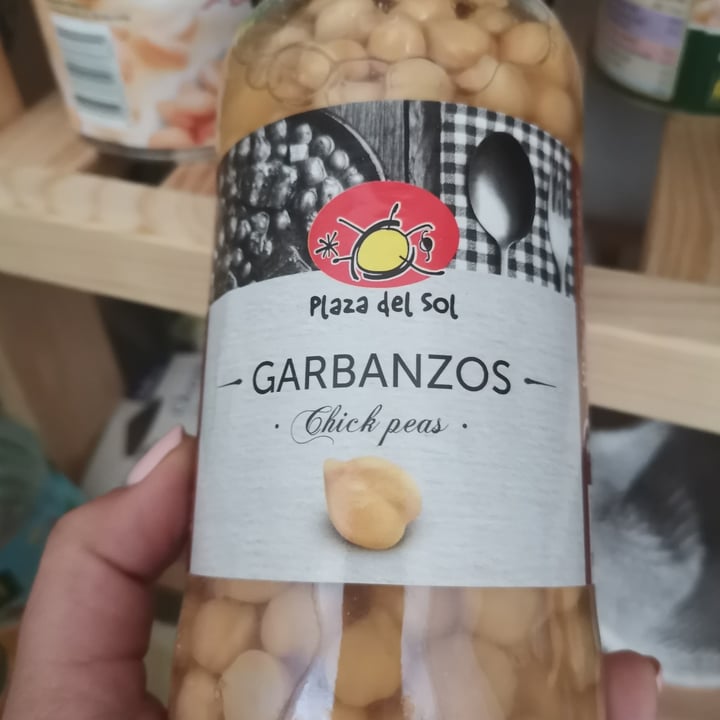 Plaza del Sol
GARBANZOS
· Chick peas ·